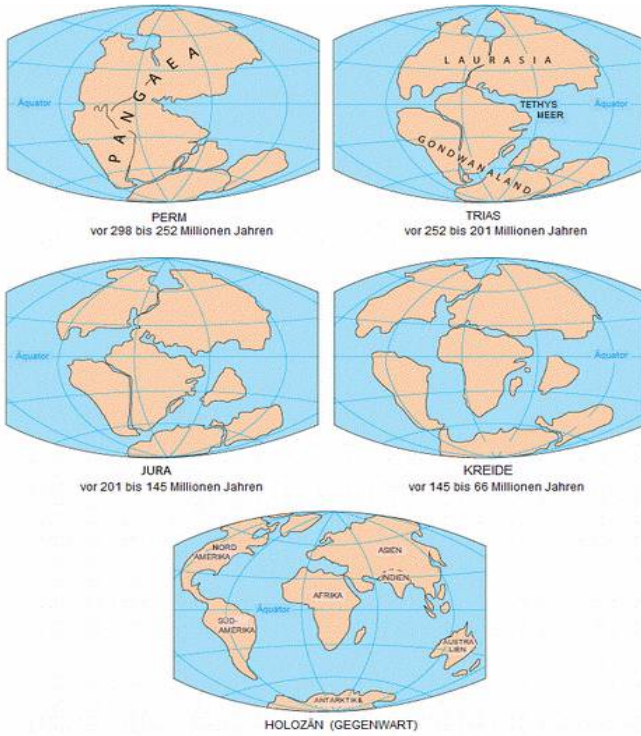 PANGAEA
Äquator
PERM
vor 298 bis 252 Millionen Jahren
LAURASIA
TETHYS
MEER
GONDWANALAND
Äquator
TRIAS
vor 252 bis 201 Millionen Jahren
Äquator
JURA
vor 201 bis 145 Millionen Jahren
Äquator
KREIDE
vor 145 bis 66 Millionen Jahren
NORD
AMERIKA
ASIEN
INDIEN
AFRIKA
Äquator
SÜD-
AMERIKA
AUSTRA
LIEN
ANTARKTIKA
HOLOZÄN (GEGENWART)